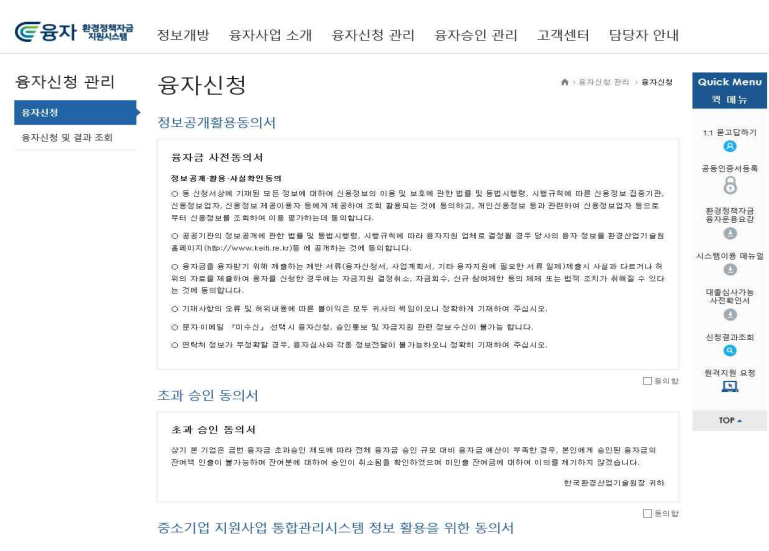 융자 환경정책자금
지원시스템
정보개방 융자사업 소개 융자신청 관리 융자승인 관리 고객센터 담당자 안내
융자신청 관리
융자신청
융자신청 및 결과 조회
융자신청
융자신청 관리 > 융자신청
정보공개활용동의서
융자금 사전동의서
정보공개·활용·사실확인동의
○ 동 신청서상에 기재된 모든 정보에 대하여 신용정보의 이용 및 보호에 관한 법률 및 동법시행령, 시행규칙에 따른 신용정보 집중기관,
신용정보업자, 신용정보 제공이용자 등에게 제공하여 조회 활용되는 것에 동의하고, 개인신용정보 등과 관련하여 신용정보업자 등으로
부터 신용정보를 조회하여 이를 평가하는데 동의합니다.
○ 공공기관의 정보공개에 관한 법률 및 동법시행령, 시행규칙에 따라 융자지원 업체로 결정될 경우 당사의 융자 정보를 환경산업기술원
홈페이지(http://www.keiti.re.kr)등 에 공개하는 것에 동의합니다.
○ 융자금을 융자받기 위해 제출하는 제반 서류(융자신청서, 사업계획서, 기타 융자지원에 필요한 서류 일체)제출시 사실과 다르거나 허
위의 자료를 제출하여 융자를 신청한 경우에는 자금지원 결정취소, 자금회수, 신규 참여제한 등의 제제 또는 법적 조치가 취해질 수 있다
는 것에 동의합니다.
○ 기재사항의 오류 및 허위내용에 따른 불이익은 모두 귀사의 책임이오니 정확하게 기재하여 주십시오.
○ 문자·이메일 『미수신』 선택시 융자신청, 승인통보 및 자금지원 관련 정보수신이 불가능 합니다.
○ 연락처 정보가 부정확할 경우, 융자심사와 각종 정보전달이 불가능하오니 정확히 기재하여 주십시오.
동의함
초과 승인 동의서
초과 승인 동의서
상기 본 기업은 금번 융자금 초과승인 제도에 따라 전체 융자금 승인 규모 대비 융자금 예산이 부족한 경우, 본인에게 승인된 융자금의
잔여액 인출이 불가능하며 잔여분에 대하여 승인이 취소됨을 확인하였으며 미인출 잔여금에 대하여 이의를 제기하지 않겠습니다.
한국환경산업기술원장 귀하
동의함
중소기업 지원사업 통합관리시스템 정보 활용을 위한 동의서
Quick Menu
퀵 메뉴
1:1 묻고답하기
공동인증서등록
환경정책자금
융자운용요강
시스템이용 매뉴얼
대출심사가능
사전확인서
신청결과조회
원격지원 요청
TOP